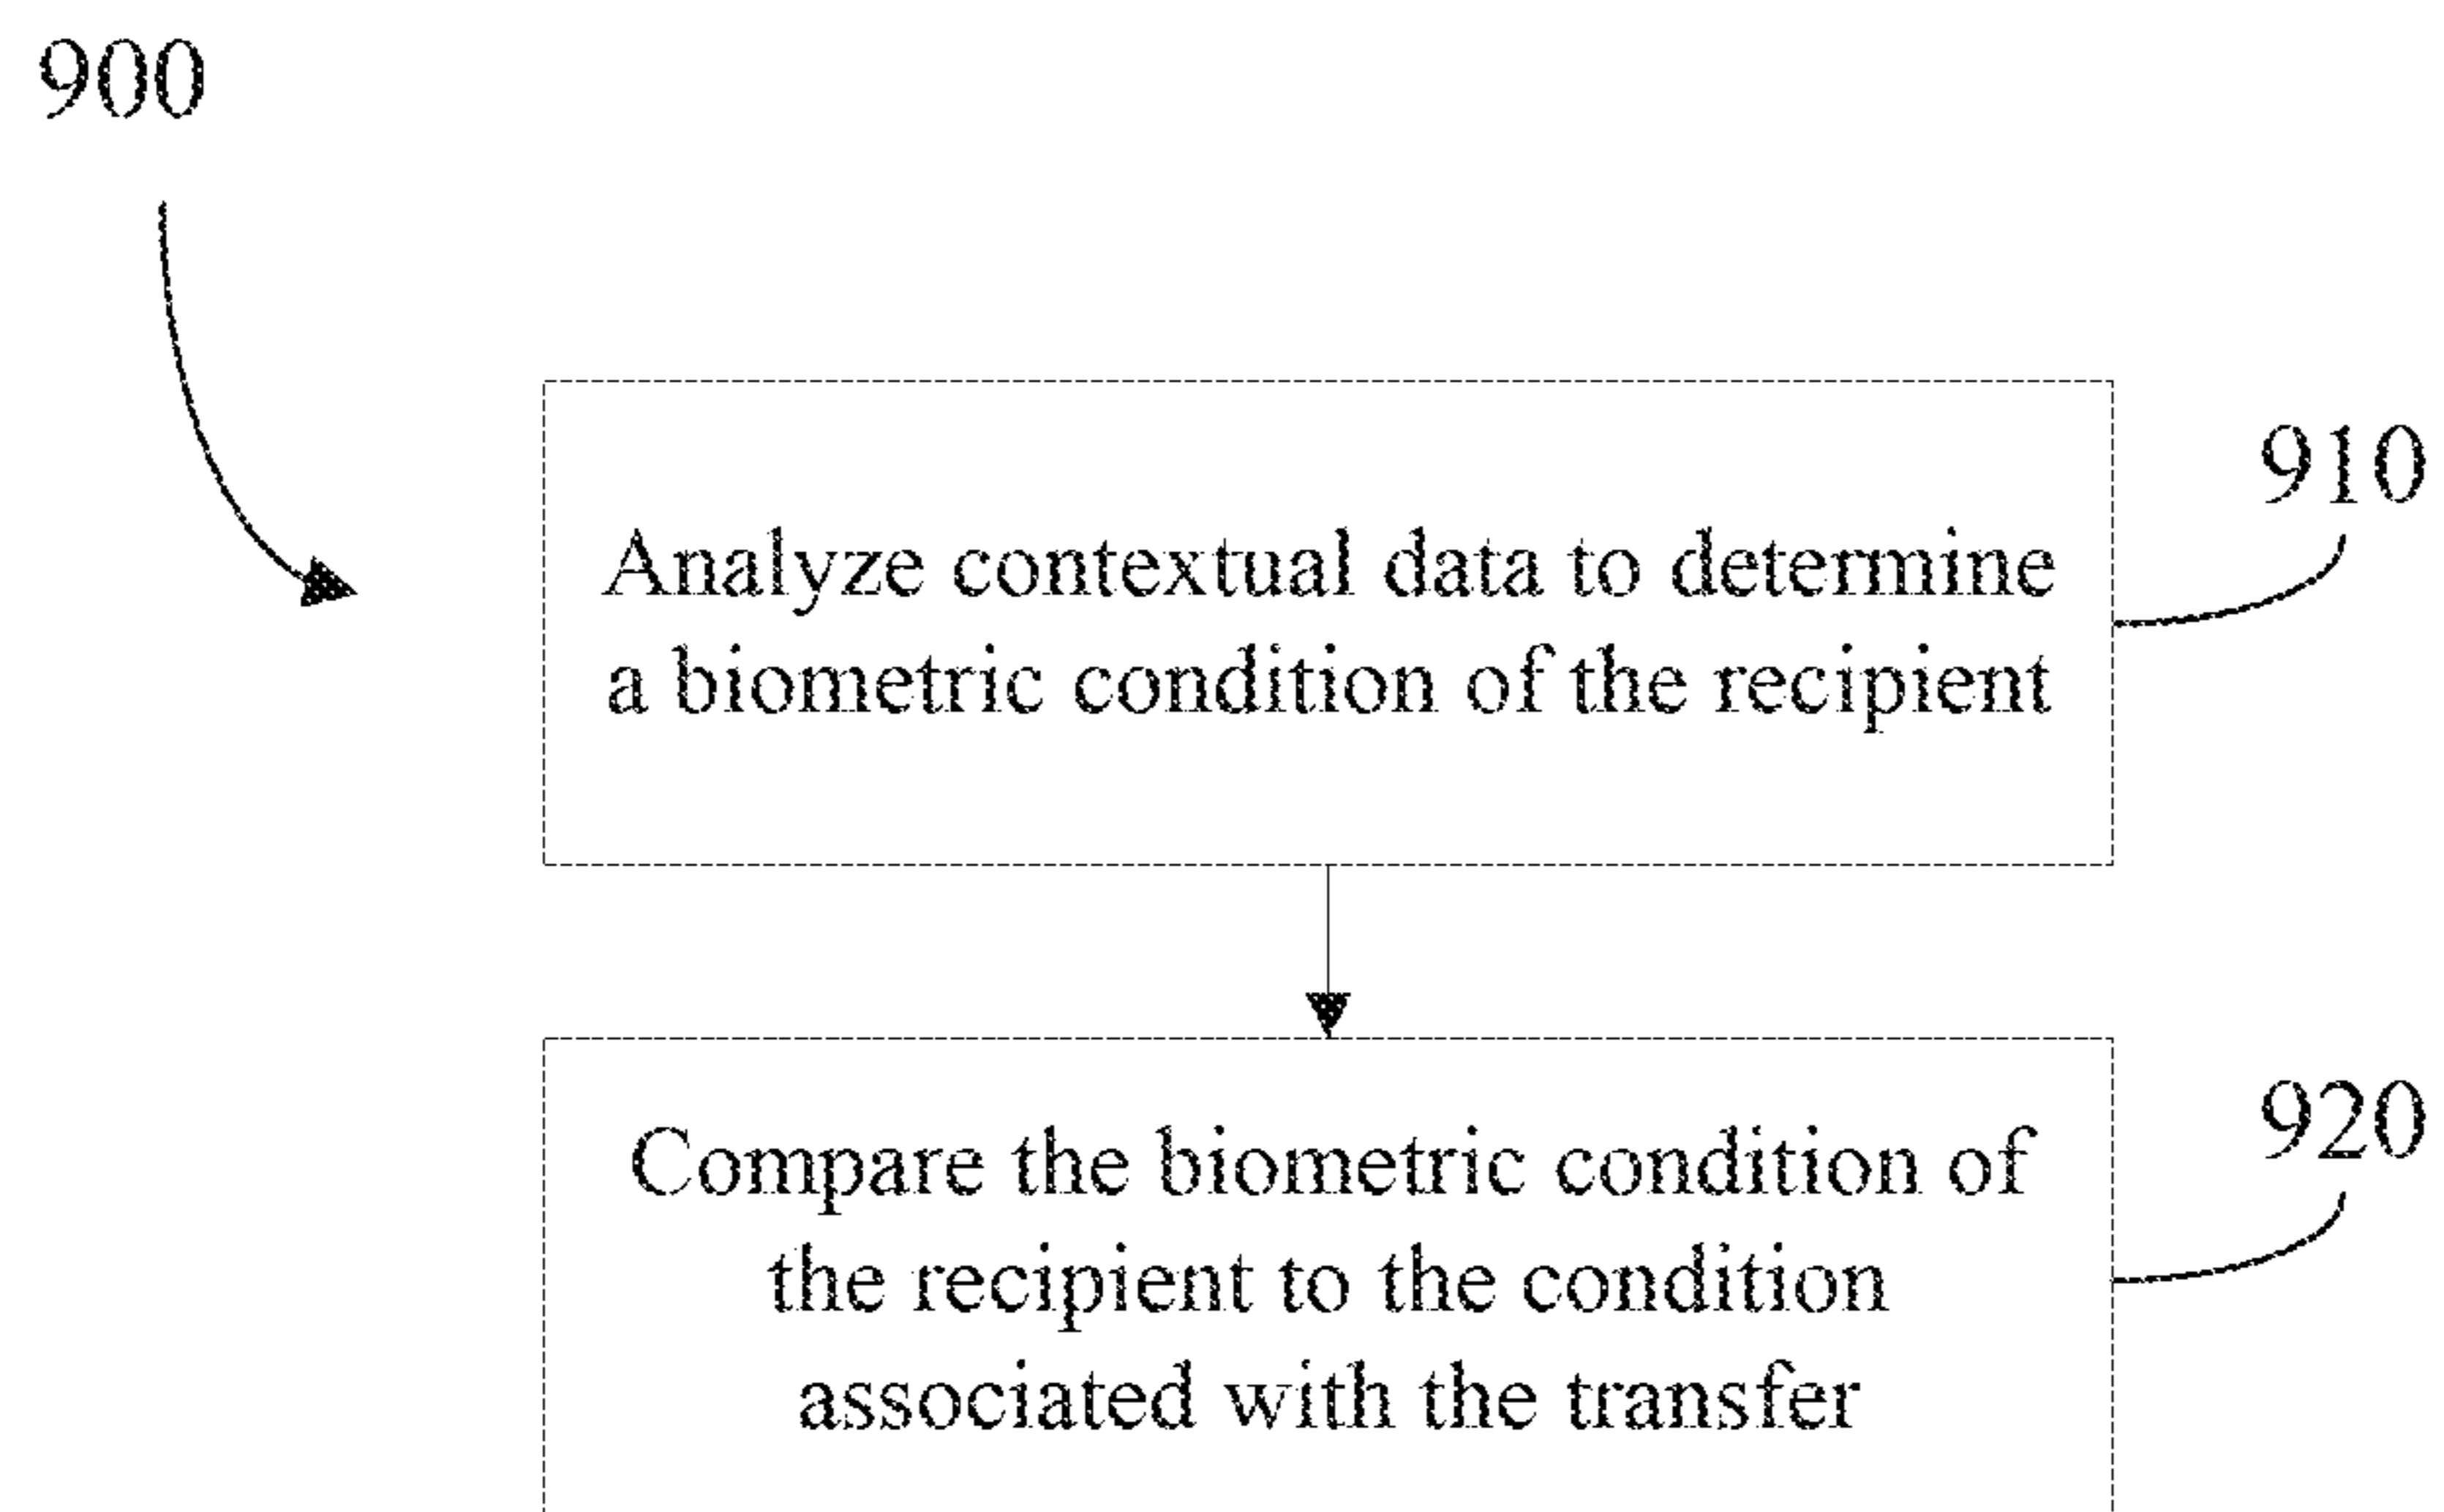 900
910
Analyze contextual data to determine
a biometric condition of the recipient
920
Compare the biometric condition of
the recipient to the condition
associated with the transfer